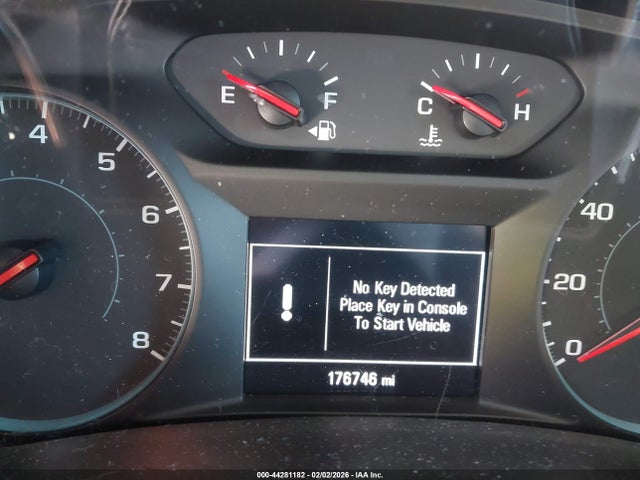 E F
C H
4
5
6
7
8
40
20
0
No Key Detected
Place Key in Console
To Start Vehicle
176746 mi
000-44281182 - 02/02/2026 - IAA Inc.